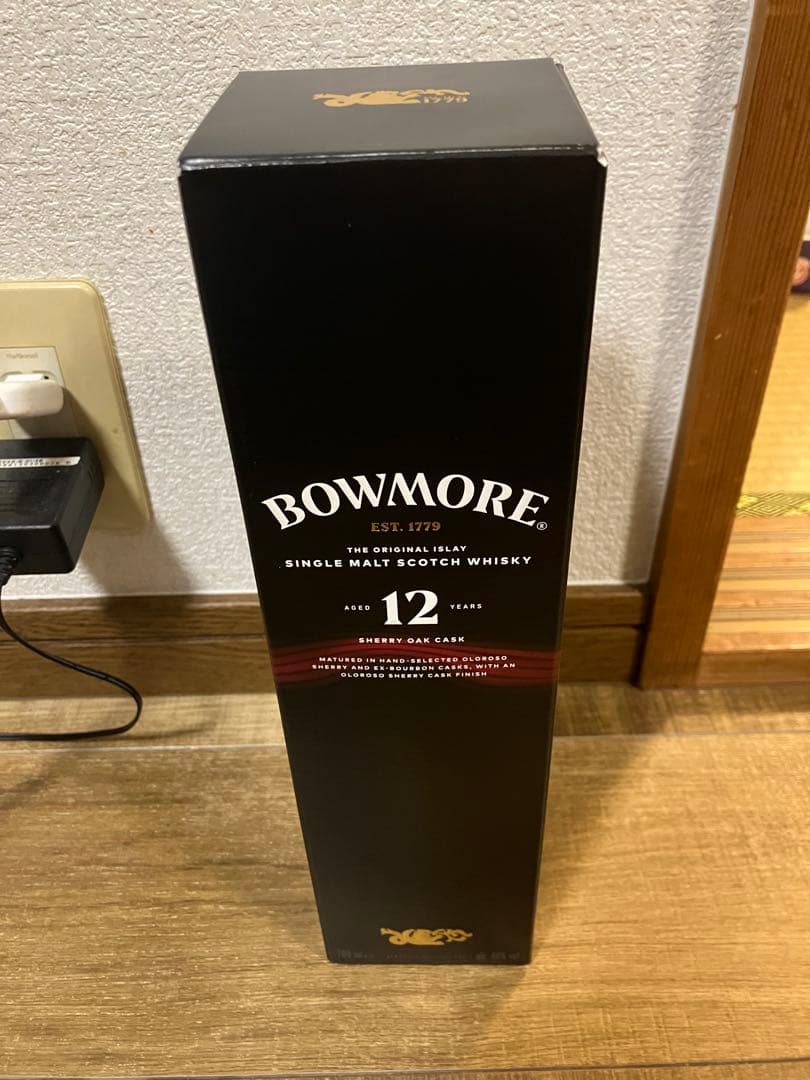 1779
BOWMORE®
EST. 1779
THE ORIGINAL ISLAY
SINGLE MALT SCOTCH WHISKY
AGED 12 YEARS
SHERRY OAK CASK
MATURED IN HAND-SELECTED OLOROSO
SHERRY AND EX-BOURBON CASKS, WITH AN
OLOROSO SHERRY CASK FINISH